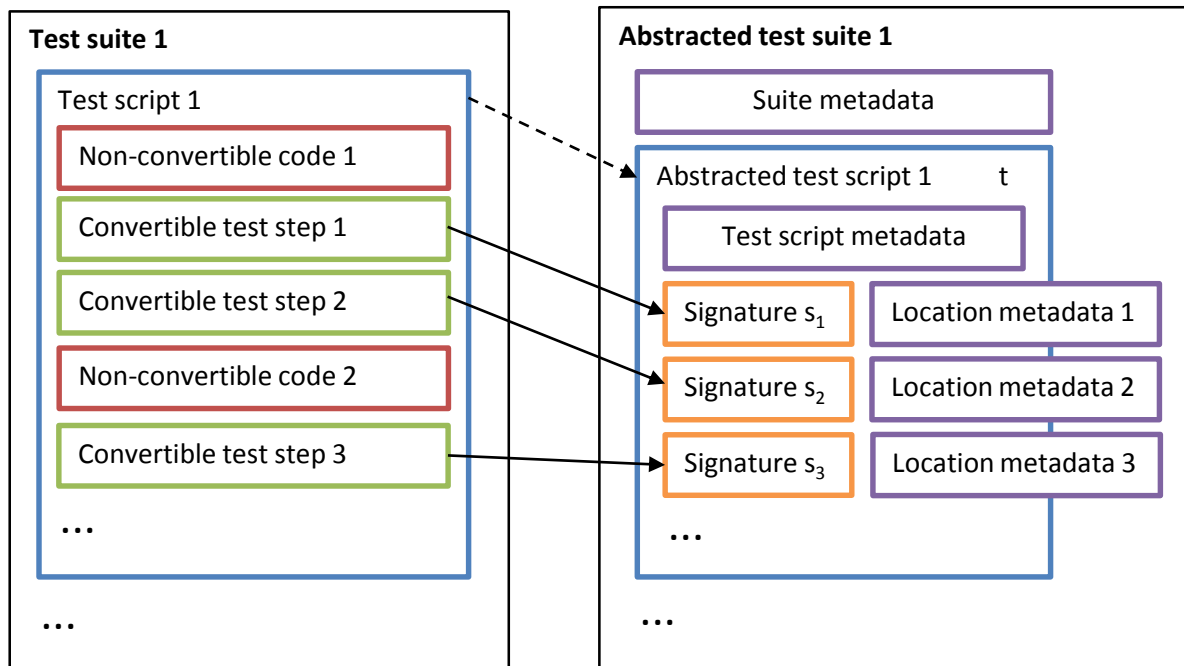 Test suite 1
Test script 1
Non-convertible code 1
Convertible test step 1
Convertible test step 2
Non-convertible code 2
Convertible test step 3
...
...
Abstracted test suite 1
Suite metadata
Abstracted test script 1 t
Test script metadata
Signature s₁ Location metadata 1
Signature s₂ Location metadata 2
Signature s₃ Location metadata 3
...
...